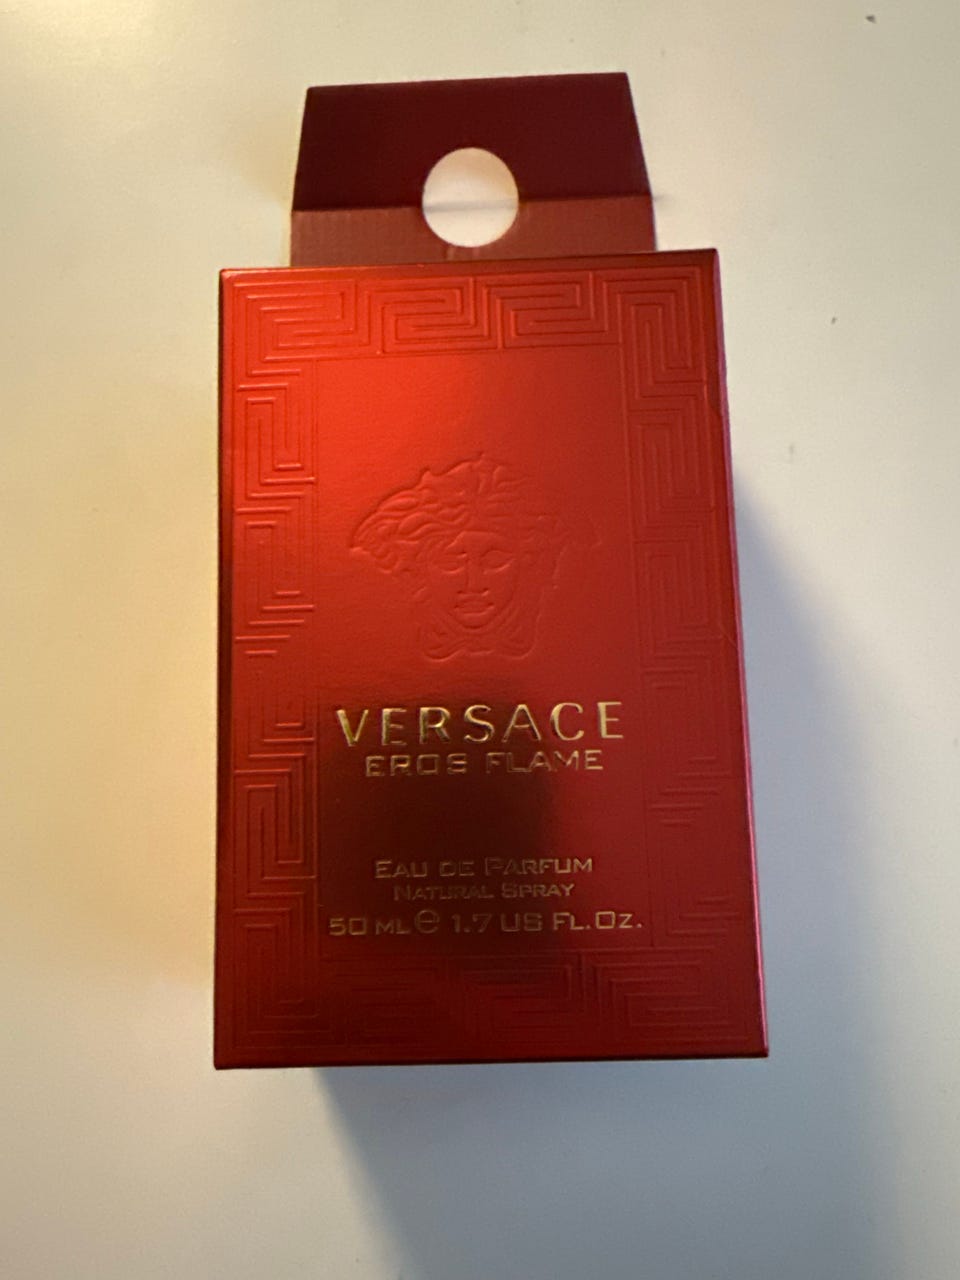 VERSACE
EROS FLAME
EAU DE PARFUM
NATURAL SPRAY
50 ML ℮ 1.7 US FL.OZ.